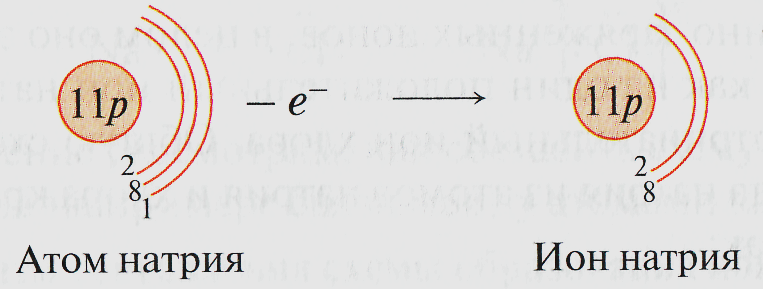 11p – e⁻ ⟶ 11p
2 2
8 1 8
Атом натрия Ион натрия